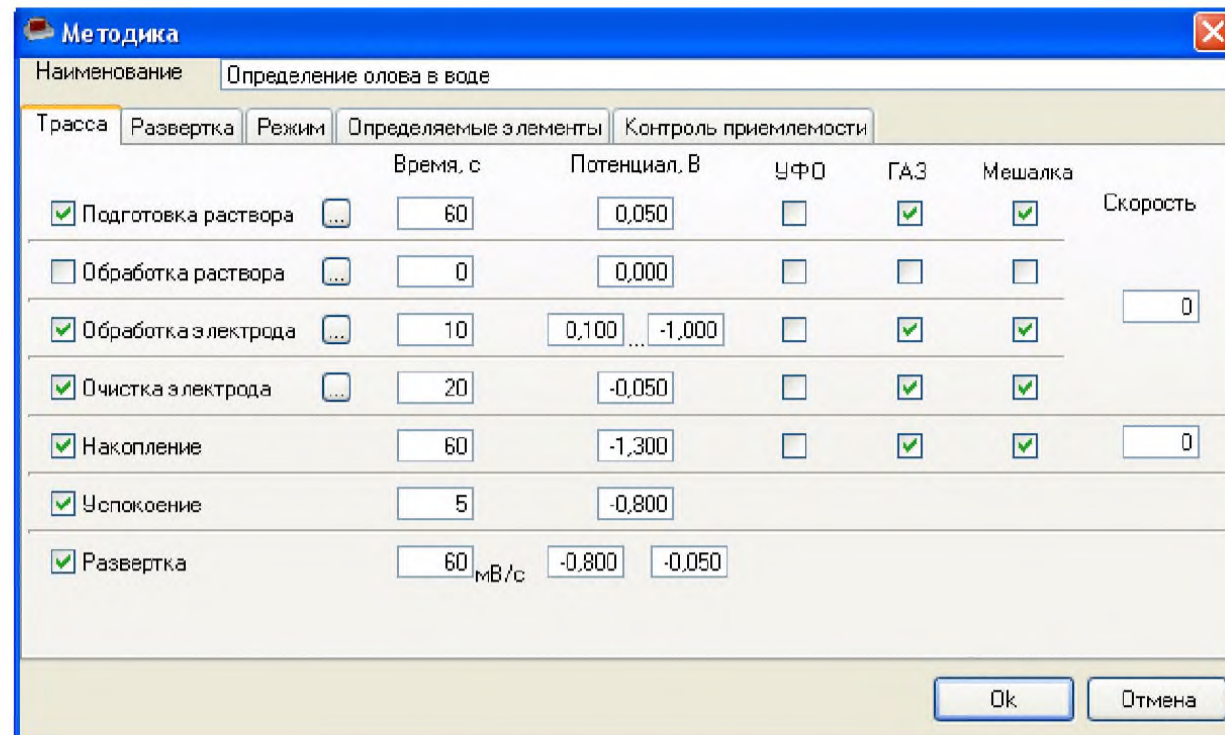 Методика
Наименование Определение олова в воде
Трасса Развертка Режим Определяемые элементы Контроль приемлемости
Время, с Потенциал, В УФО ГАЗ Мешалка
Скорость
Подготовка раствора ... 60 0,050
Обработка раствора ... 0 0,000
0
Обработка электрода ... 10 0,100 ... -1,000
Очистка электрода ... 20 -0,050
Накопление 60 -1,300 0
Успокоение 5 -0,800
Развертка 60 мВ/с -0,800 -0,050
Ok Отмена